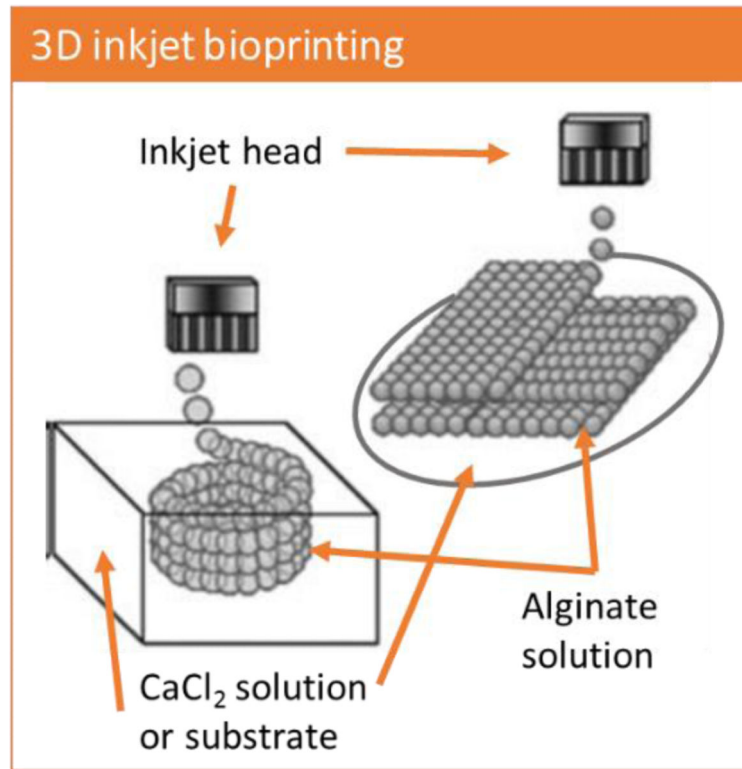 3D inkjet bioprinting
Inkjet head
Alginate
solution
CaCl₂ solution
or substrate